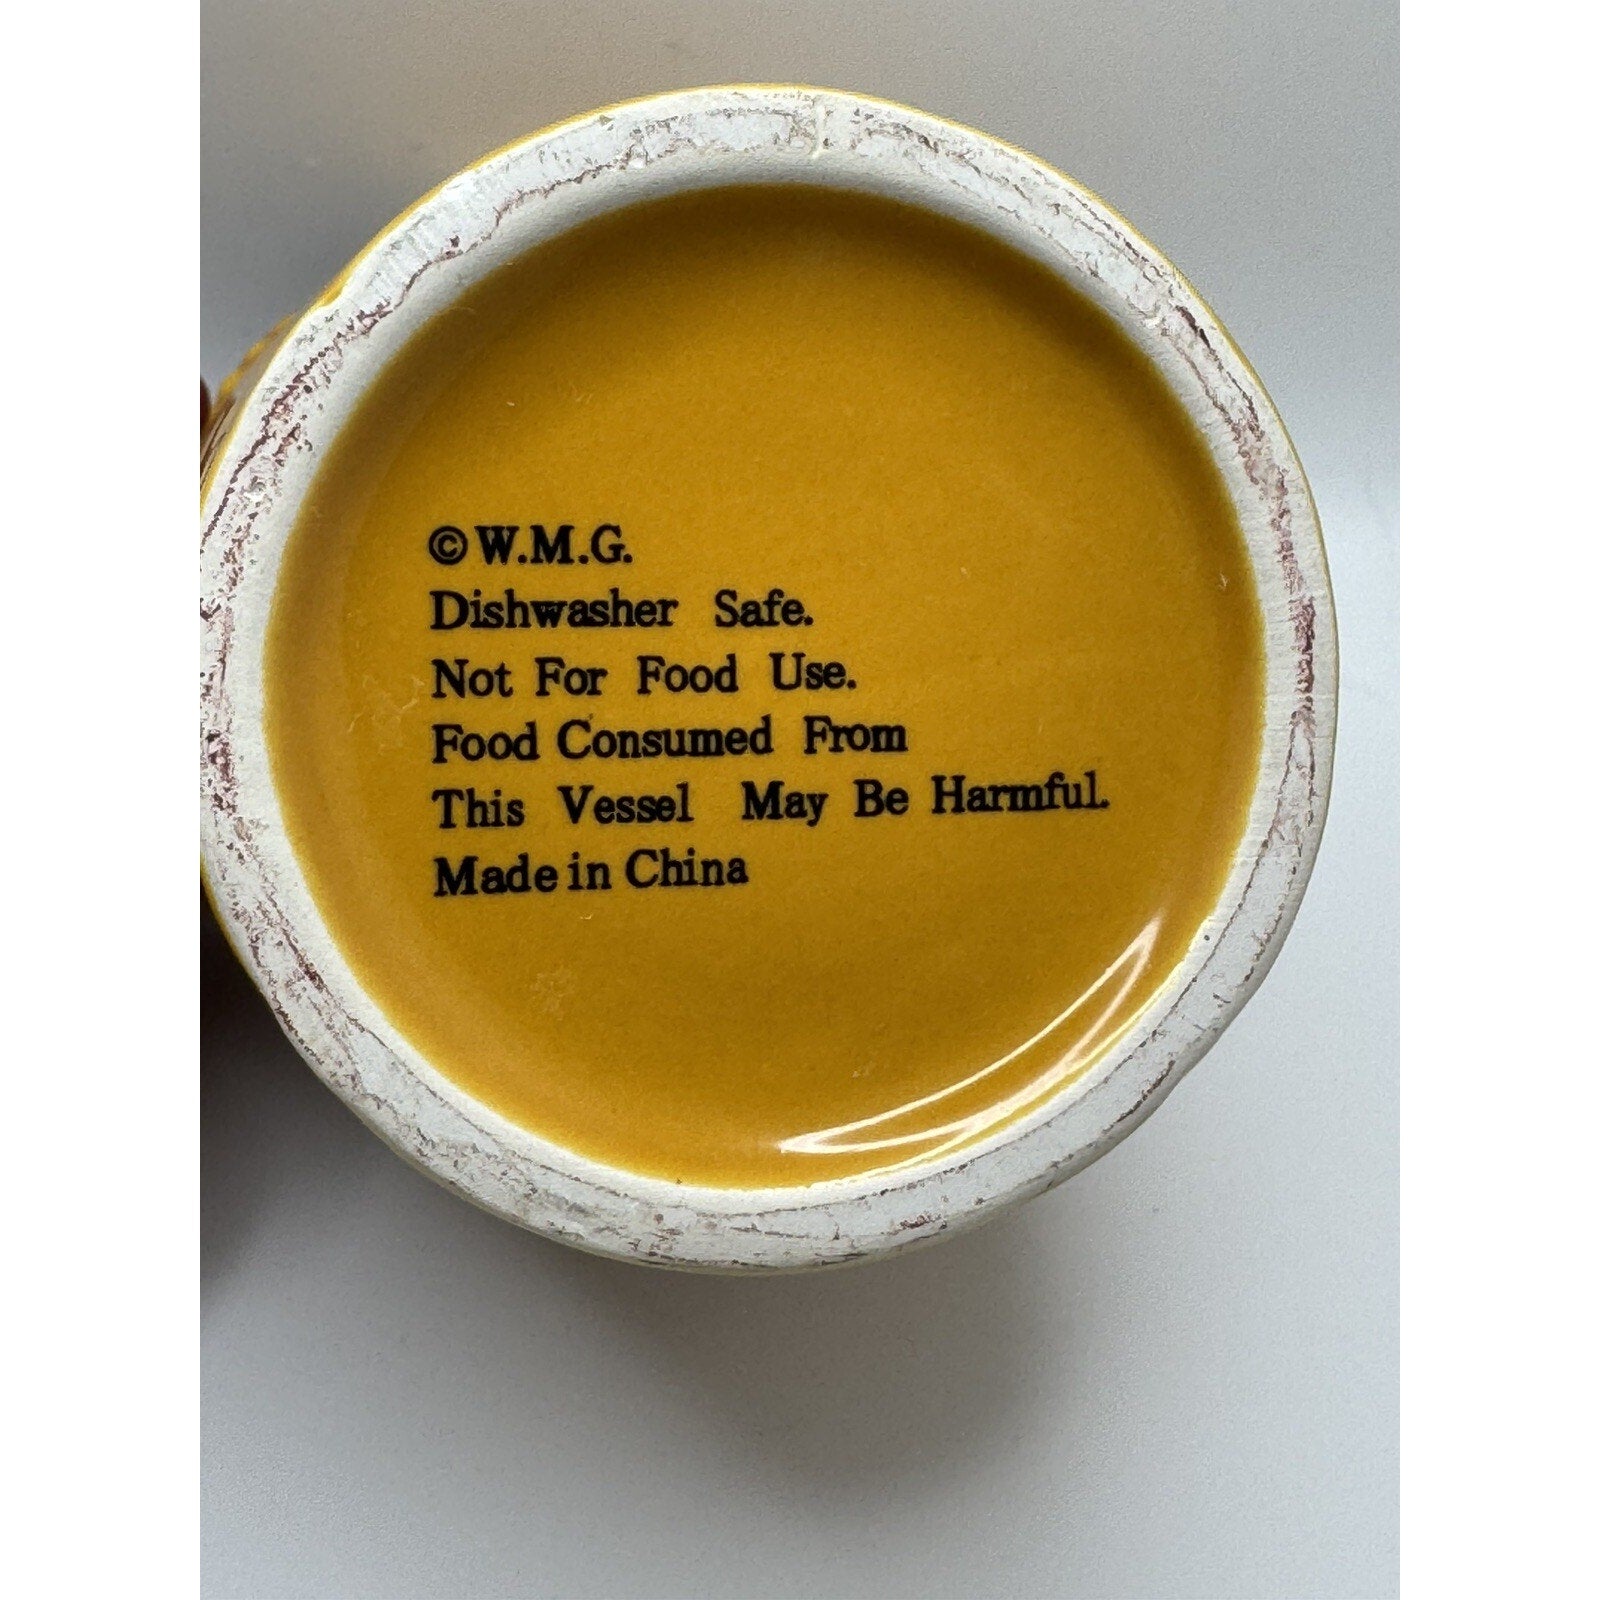 © W.M.G.
Dishwasher Safe.
Not For Food Use.
Food Consumed From
This Vessel May Be Harmful.
Made in China